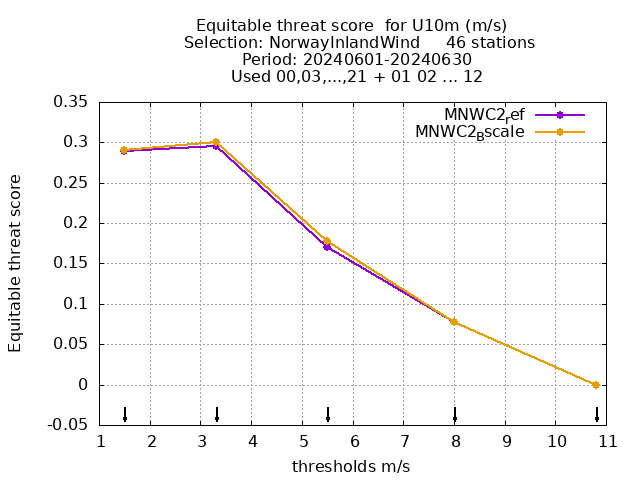 Equitable threat score for U10m (m/s)
Selection: NorwayInlandWind 46 stations
Period: 20240601-20240630
Used 00,03,...,21 + 01 02 ... 12
MNWC2ref
MNWC2Bscale
Equitable threat score
0.35
0.3
0.25
0.2
0.15
0.1
0.05
0
-0.05
1 2 3 4 5 6 7 8 9 10 11
thresholds m/s